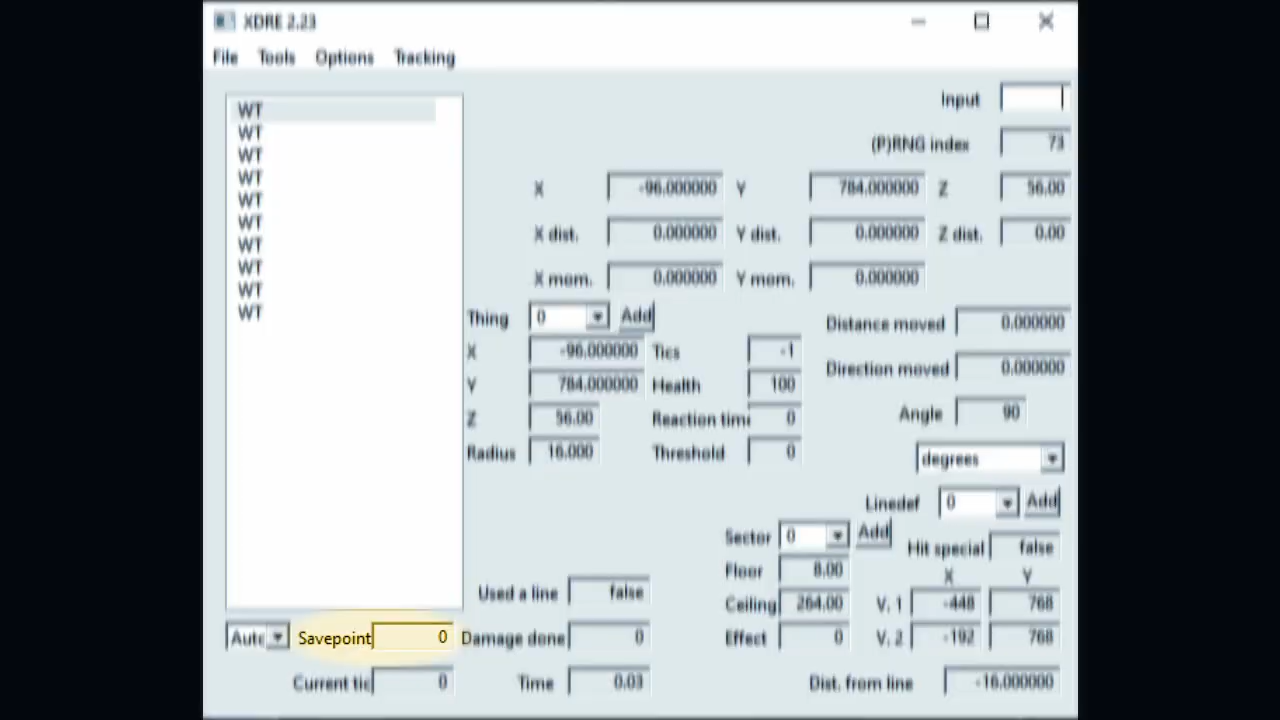 XDRE 2.23
File Tools Options Tracking
WT
WT
WT
WT
WT
WT
WT
WT
WT
WT
Input
(P)RNG index 73
X -96.000000 Y 784.000000 Z 56.00
X dist. 0.000000 Y dist. 0.000000 Z dist. 0.00
X mom. 0.000000 Y mom. 0.000000
Thing 0 Add
Distance moved 0.000000
X -96.000000 Tics -1
Direction moved 0.000000
Y 784.000000 Health 100
Z 56.00 Reaction time 0
Angle 90
Radius 16.000 Threshold 0
degrees
Linedef 0 Add
Sector 0 Add
Hit special false
Floor 8.00
X Y
Used a line false
Ceiling 264.00 V. 1 -448 768
Auto Savepoint 0 Damage done 0
Effect 0 V. 2 -192 768
Current tic 0 Time 0.03
Dist. from line -16.000000